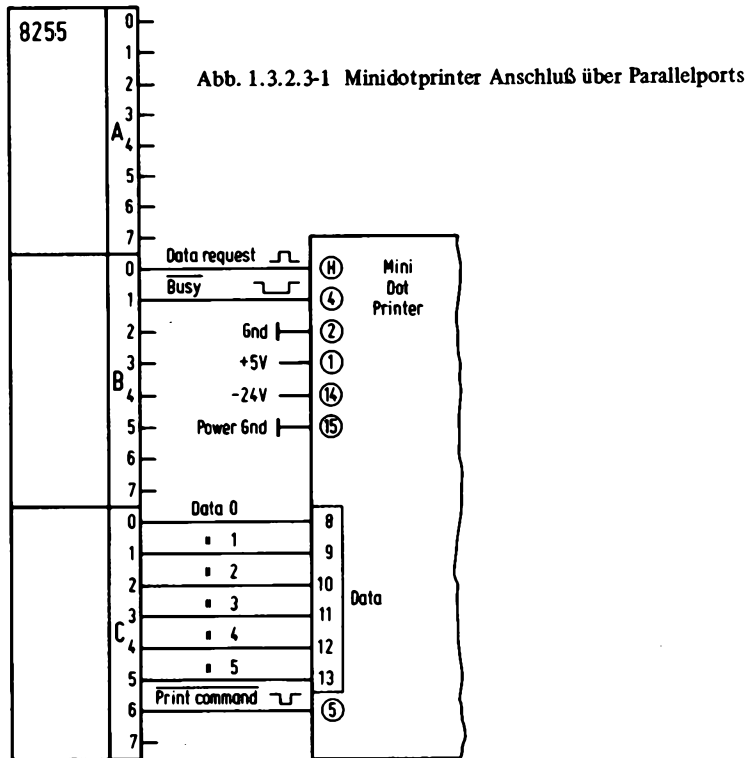 8255
Abb. 1.3.2.3-1 Minidotprinter Anschluß über Parallelports
A
0
1
2
3
4
5
6
7
B
0
1
2
3
4
5
6
7
C
0
1
2
3
4
5
6
7
Data request
Busy
Gnd
+5V
-24V
Power Gnd
H
4
2
1
14
15
Mini
Dot
Printer
Data 0
" 1
" 2
" 3
" 4
" 5
Print command
8
9
10
11
12
13
5
Data